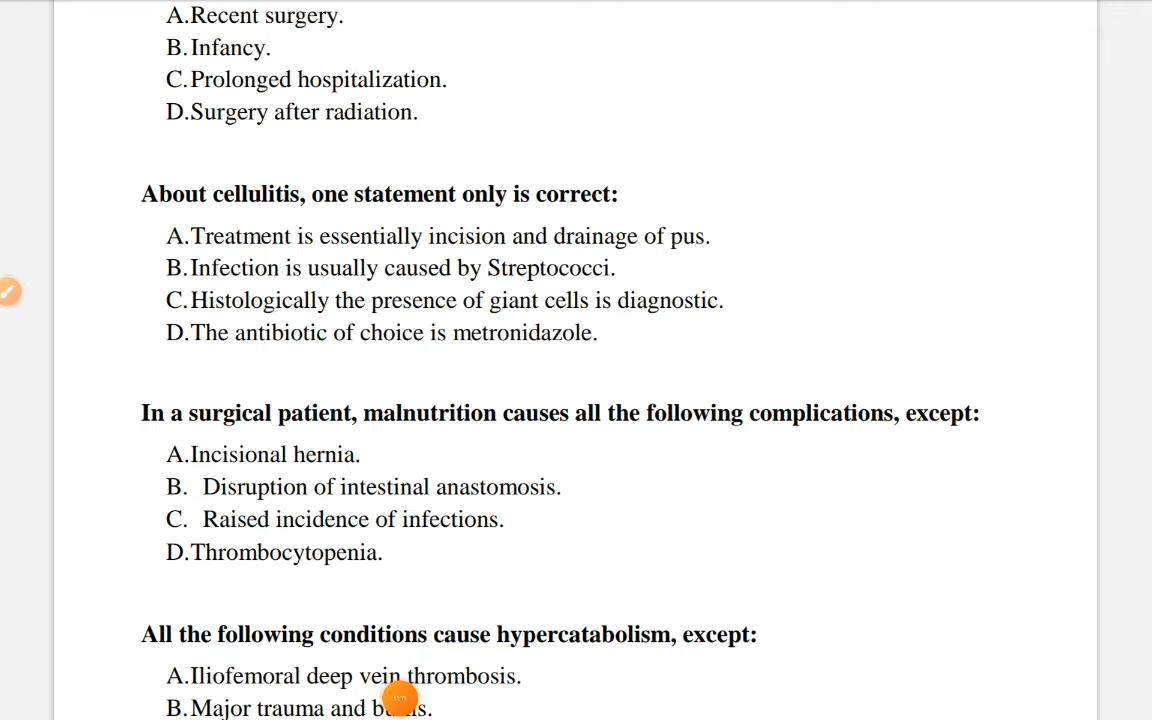 A.Recent surgery.
B.Infancy.
C.Prolonged hospitalization.
D.Surgery after radiation.
About cellulitis, one statement only is correct:
A.Treatment is essentially incision and drainage of pus.
B.Infection is usually caused by Streptococci.
C.Histologically the presence of giant cells is diagnostic.
D.The antibiotic of choice is metronidazole.
In a surgical patient, malnutrition causes all the following complications, except:
A.Incisional hernia.
B. Disruption of intestinal anastomosis.
C. Raised incidence of infections.
D.Thrombocytopenia.
All the following conditions cause hypercatabolism, except:
A.Iliofemoral deep vein thrombosis.
B.Major trauma and